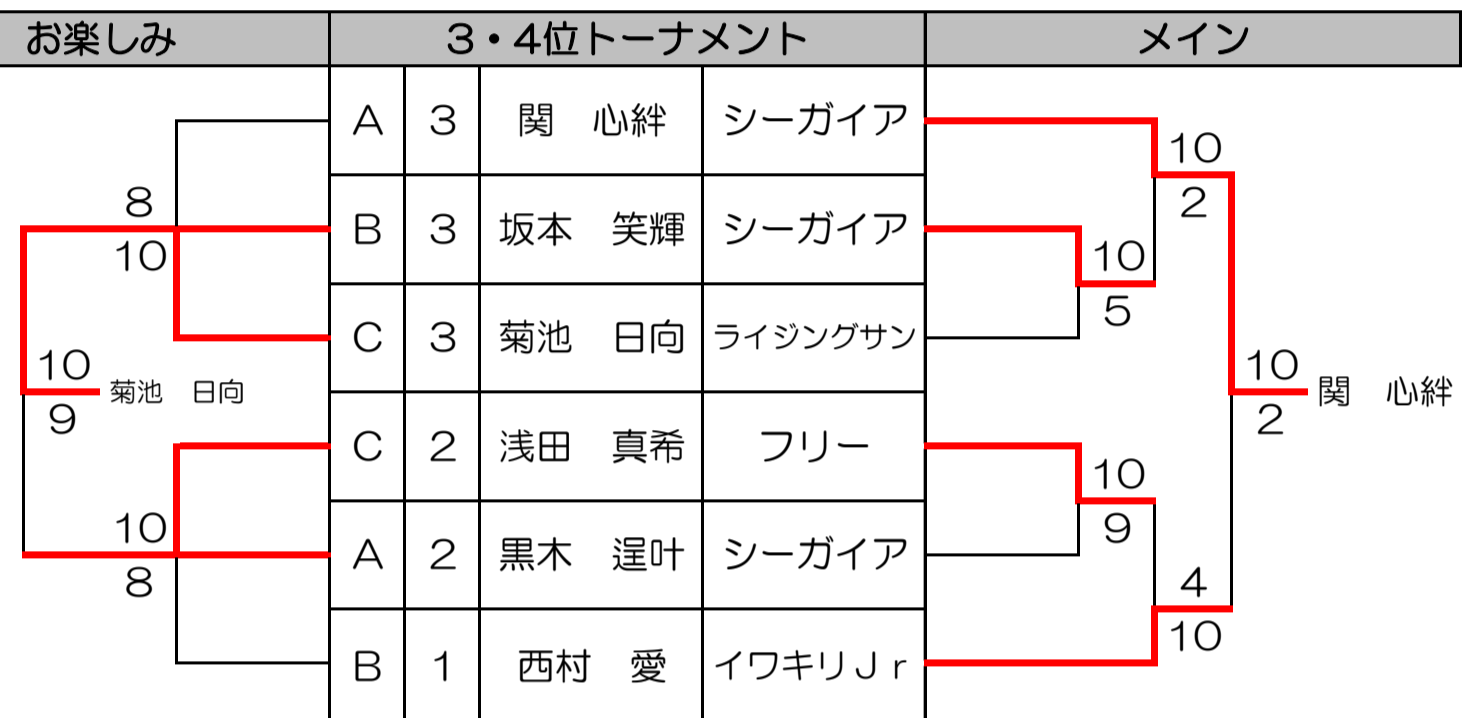 お楽しみ 3・4位トーナメント メイン
A 3 関 心絆 シーガイア
10
8
2
B 3 坂本 笑輝 シーガイア
10
10
5
C 3 菊池 日向 ライジングサン
10
10
菊池 日向
関 心絆
9
2
C 2 浅田 真希 フリー
10
10
9
A 2 黒木 逞叶 シーガイア
8
4
10
B 1 西村 愛 イワキリJr